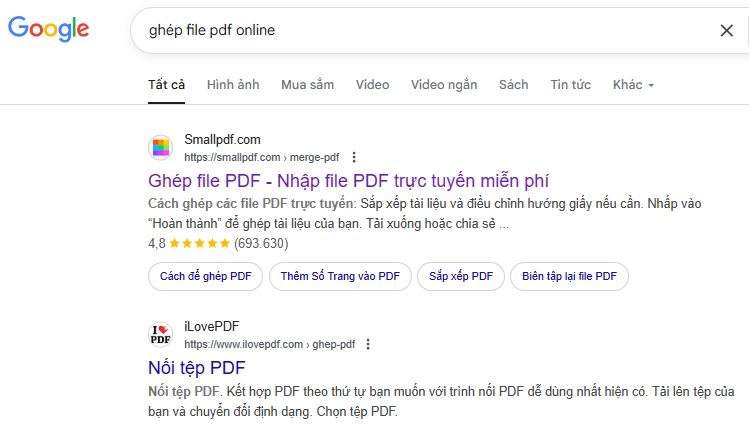 Google
ghép file pdf online
Tất cả Hình ảnh Mua sắm Video Video ngắn Sách Tin tức Khác
Smallpdf.com
https://smallpdf.com › merge-pdf
Ghép file PDF - Nhập file PDF trực tuyến miễn phí
Cách ghép các file PDF trực tuyến: Sắp xếp tài liệu và điều chỉnh hướng giấy nếu cần. Nhấp vào
“Hoàn thành” để ghép tài liệu của bạn. Tải xuống hoặc chia sẻ ...
4,8 ★★★★★ (693.630)
Cách để ghép PDF Thêm Số Trang vào PDF Sắp xếp PDF Biên tập lại file PDF
I ♥ PDF
iLovePDF
https://www.ilovepdf.com › ghep-pdf
Nối tệp PDF
Nối tệp PDF. Kết hợp PDF theo thứ tự bạn muốn với trình nối PDF dễ dùng nhất hiện có. Tải lên tệp của
bạn và chuyển đổi định dạng. Chọn tệp PDF.